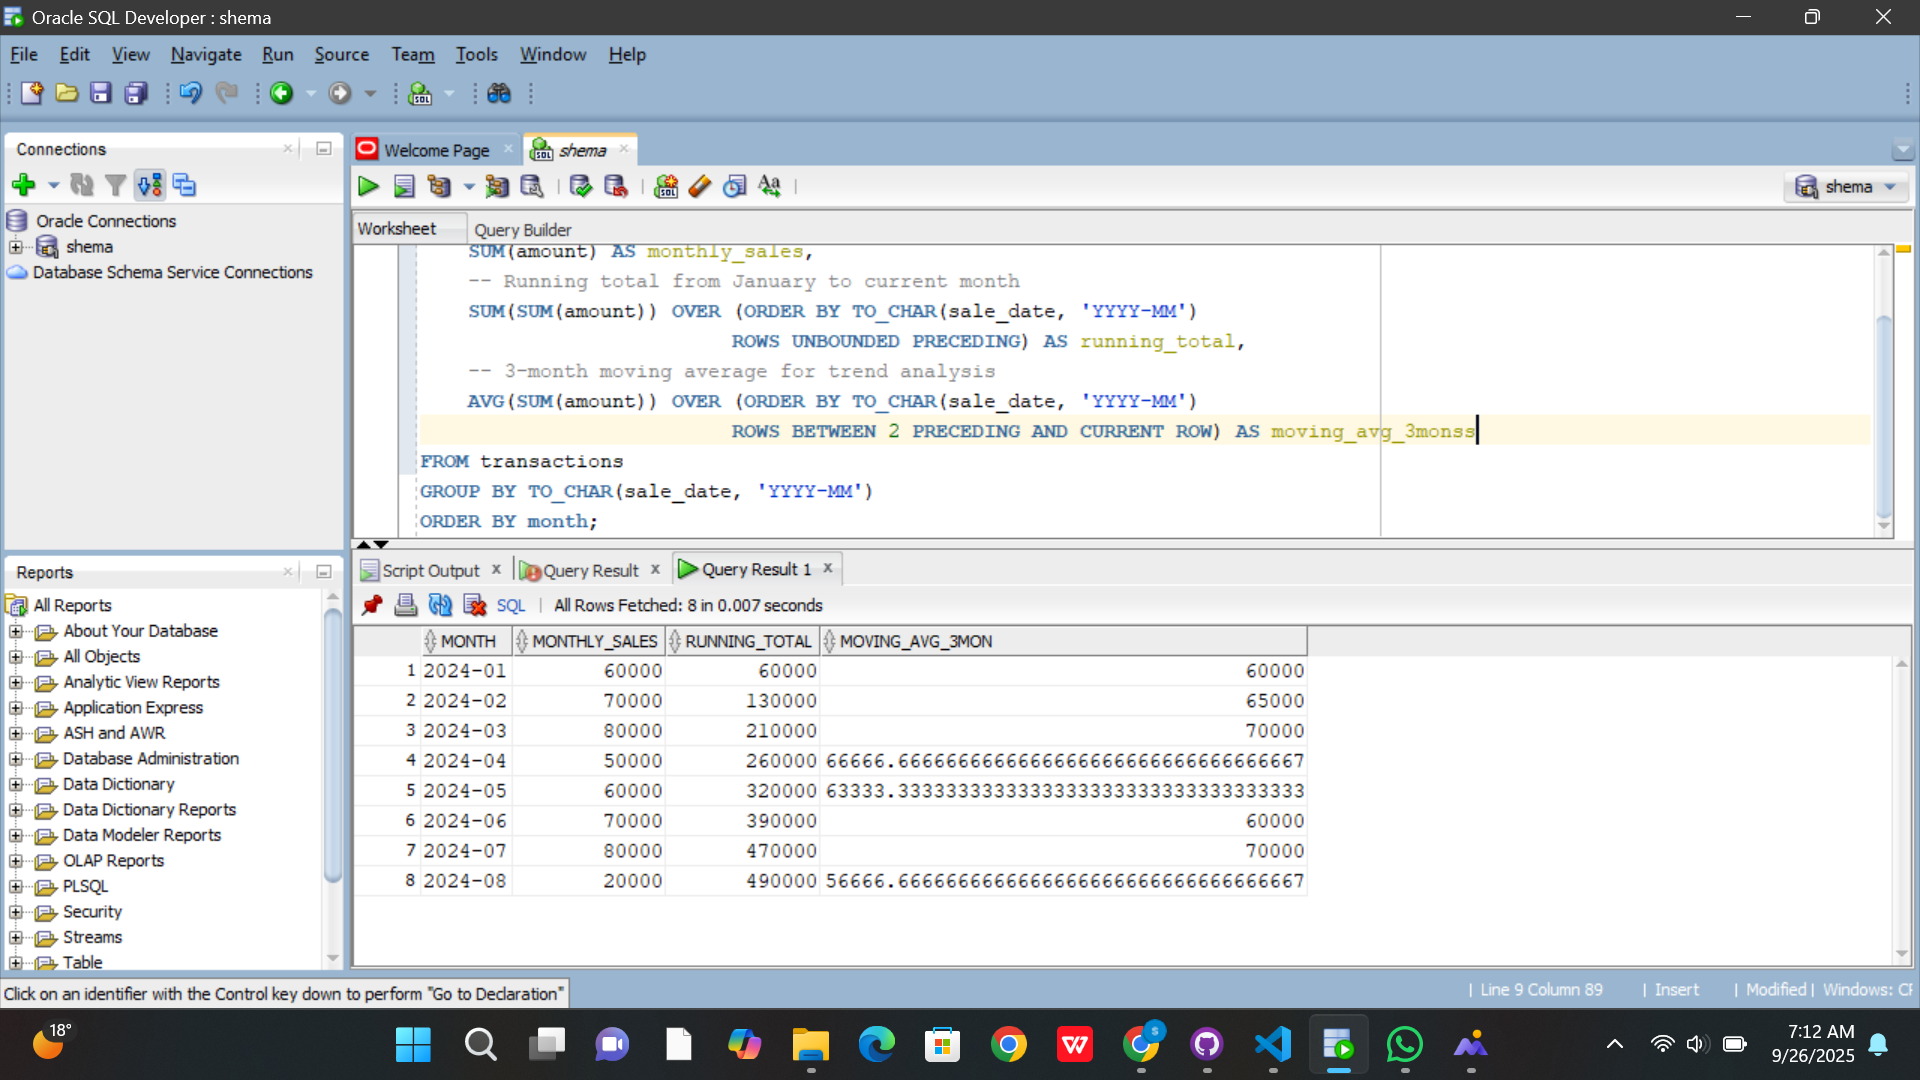 Oracle SQL Developer : shema
File Edit View Navigate Run Source Team Tools Window Help
Connections
Oracle Connections
shema
Database Schema Service Connections
Reports
All Reports
About Your Database
All Objects
Analytic View Reports
Application Express
ASH and AWR
Database Administration
Data Dictionary
Data Dictionary Reports
Data Modeler Reports
OLAP Reports
PLSQL
Security
Streams
Table
Welcome Page
shema
shema
Worksheet Query Builder
SUM(amount) AS monthly_sales,
-- Running total from January to current month
SUM(SUM(amount)) OVER (ORDER BY TO_CHAR(sale_date, 'YYYY-MM')
ROWS UNBOUNDED PRECEDING) AS running_total,
-- 3-month moving average for trend analysis
AVG(SUM(amount)) OVER (ORDER BY TO_CHAR(sale_date, 'YYYY-MM')
ROWS BETWEEN 2 PRECEDING AND CURRENT ROW) AS moving_avg_3monss
FROM transactions
GROUP BY TO_CHAR(sale_date, 'YYYY-MM')
ORDER BY month;
Script Output Query Result Query Result 1
SQL All Rows Fetched: 8 in 0.007 seconds
MONTH MONTHLY_SALES RUNNING_TOTAL MOVING_AVG_3MON
1 2024-01 60000 60000 60000
2 2024-02 70000 130000 65000
3 2024-03 80000 210000 70000
4 2024-04 50000 260000 66666.6666666666666666666666666666666667
5 2024-05 60000 320000 63333.3333333333333333333333333333333333
6 2024-06 70000 390000 60000
7 2024-07 80000 470000 70000
8 2024-08 20000 490000 56666.6666666666666666666666666666666667
Click on an identifier with the Control key down to perform "Go to Declaration"
| Line 9 Column 89 | Insert | Modified | Windows: CF
18°
7:12 AM
9/26/2025